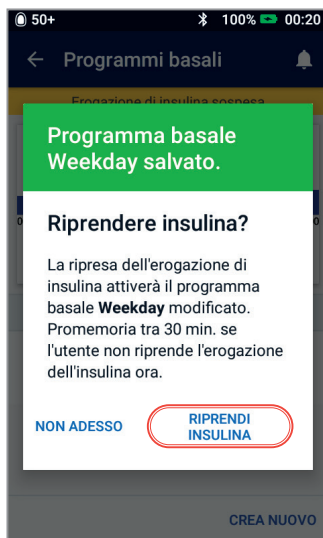 50+ 100% 00:20
Programmi basali
Erogazione di insulina sospesa
Programma basale
Weekday salvato.
Riprendere insulina?
La ripresa dell'erogazione di
insulina attiverà il programma
basale Weekday modificato.
Promemoria tra 30 min. se
l'utente non riprende l'erogazione
dell'insulina ora.
NON ADESSO
RIPRENDI
INSULINA
CREA NUOVO